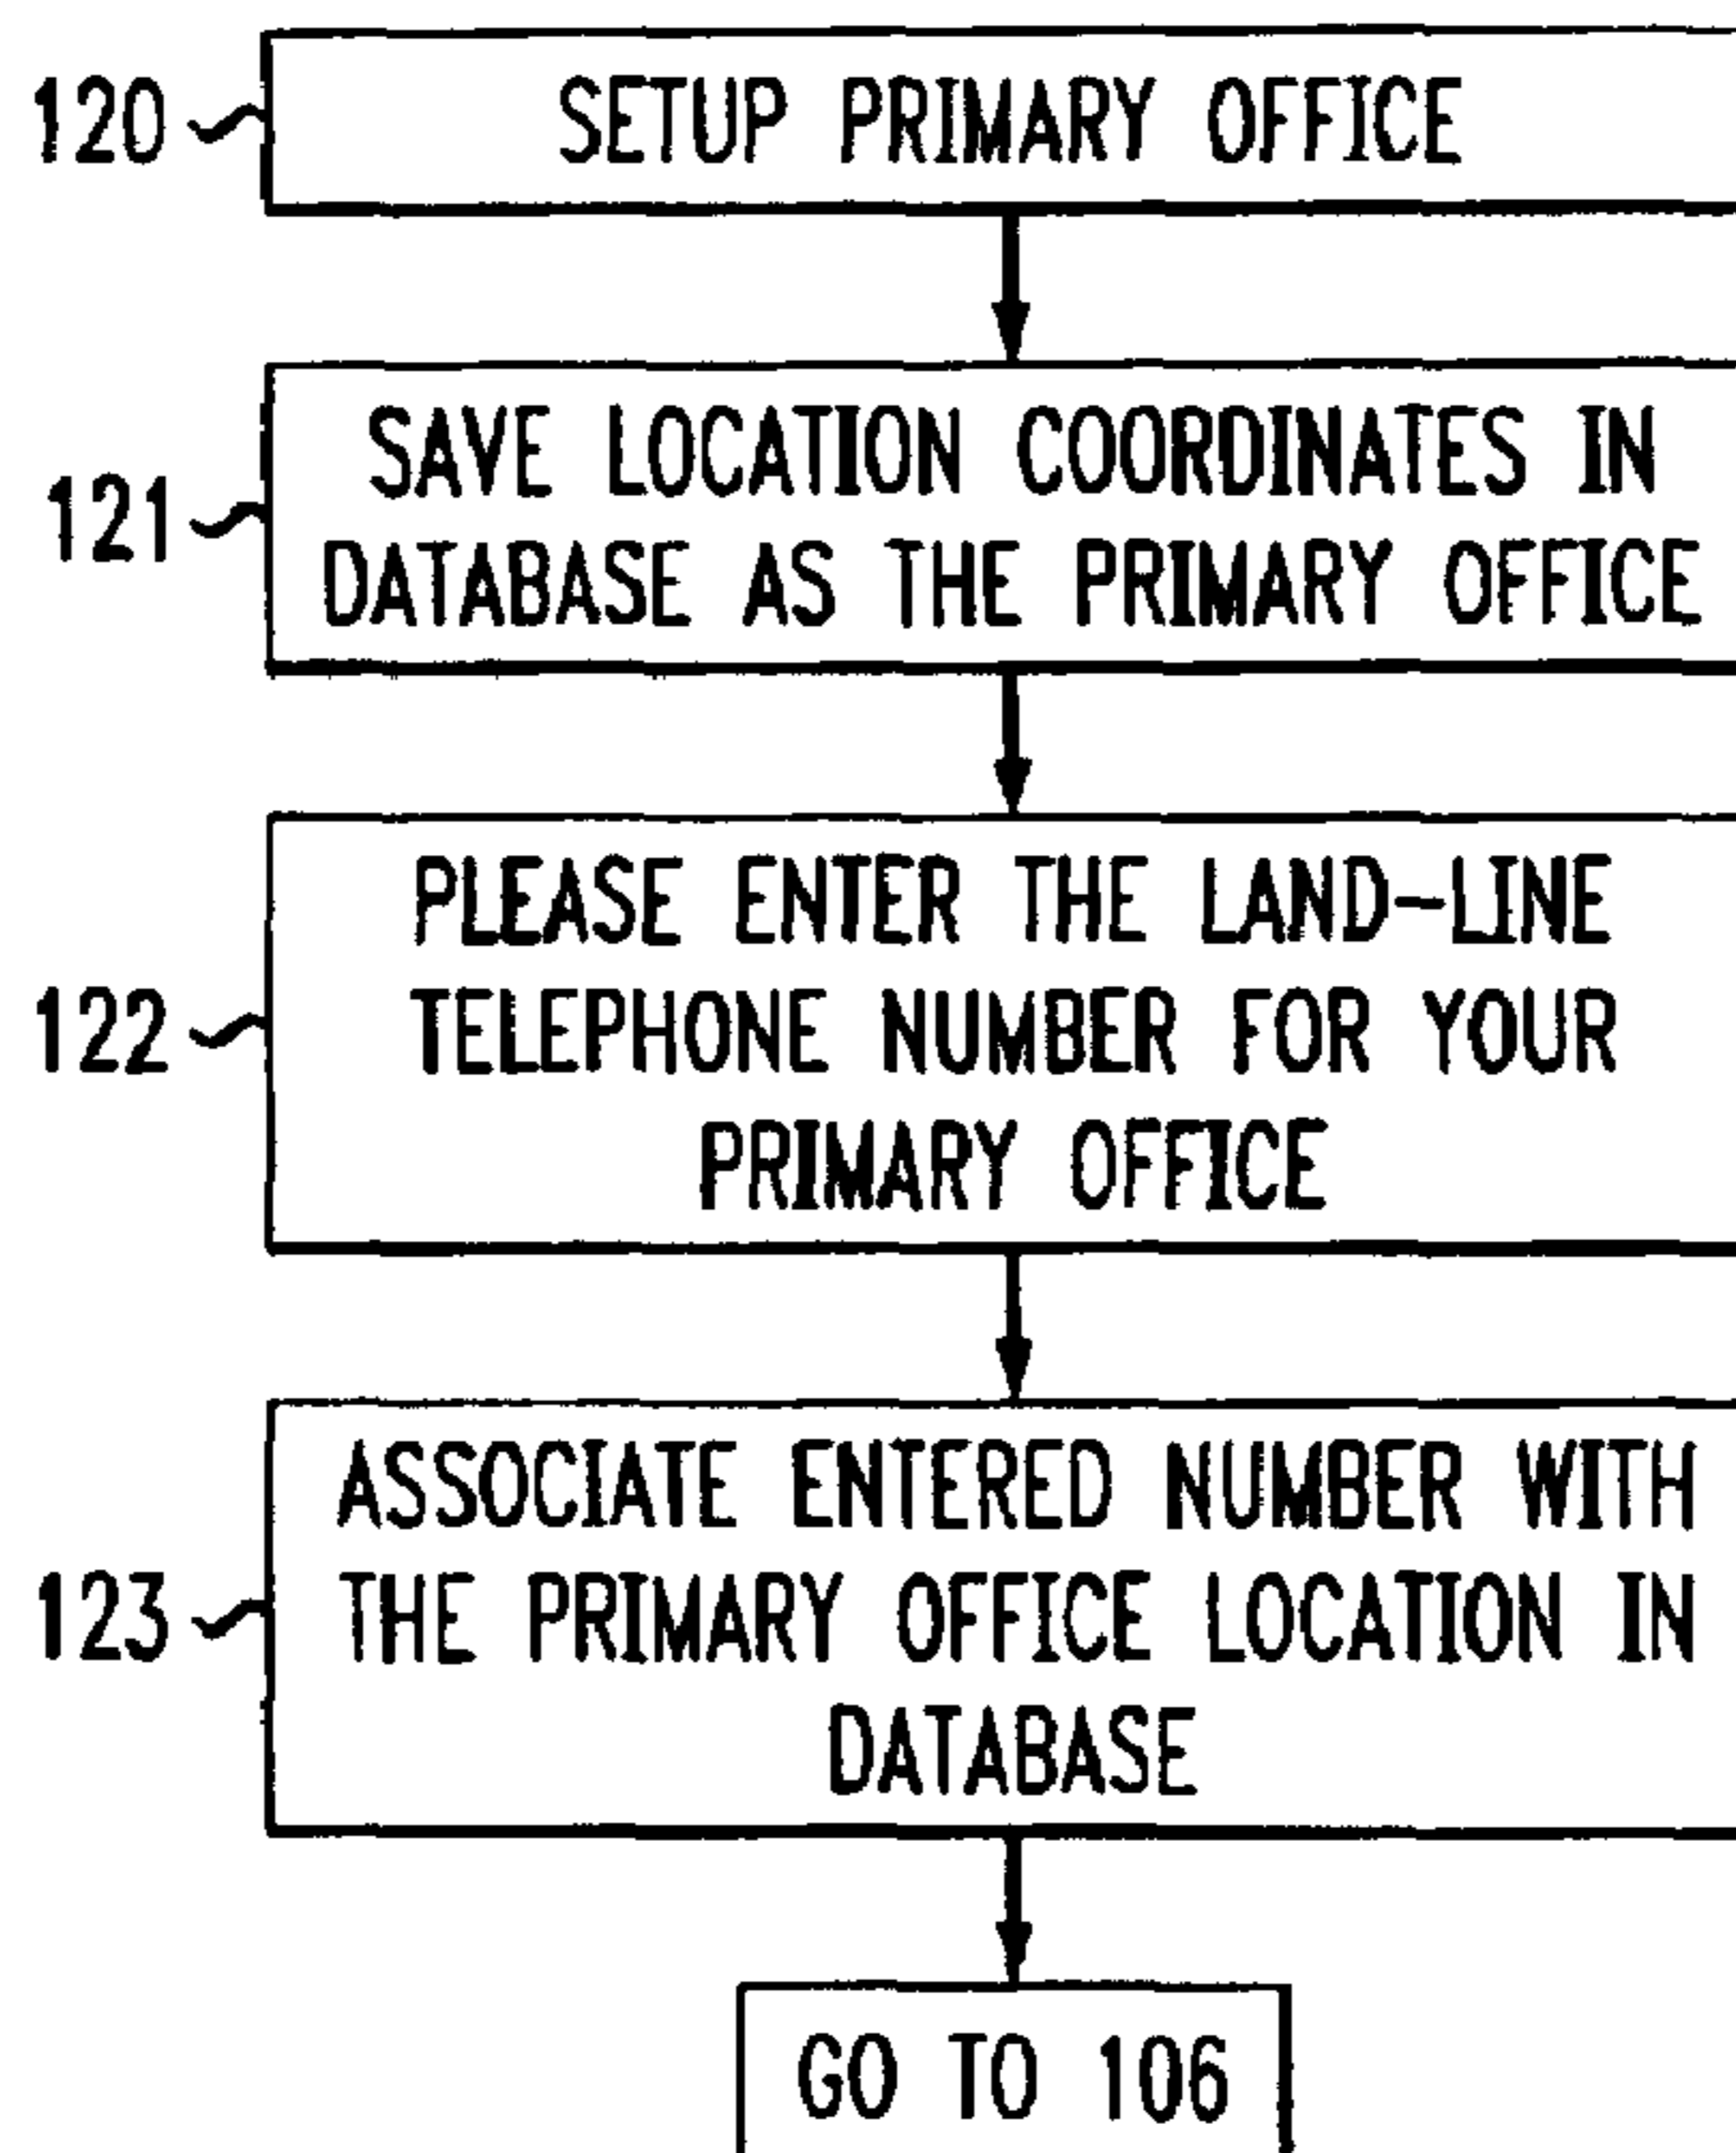 120
SETUP PRIMARY OFFICE
121
SAVE LOCATION COORDINATES IN
DATABASE AS THE PRIMARY OFFICE
122
PLEASE ENTER THE LAND-LINE
TELEPHONE NUMBER FOR YOUR
PRIMARY OFFICE
123
ASSOCIATE ENTERED NUMBER WITH
THE PRIMARY OFFICE LOCATION IN
DATABASE
GO TO 106